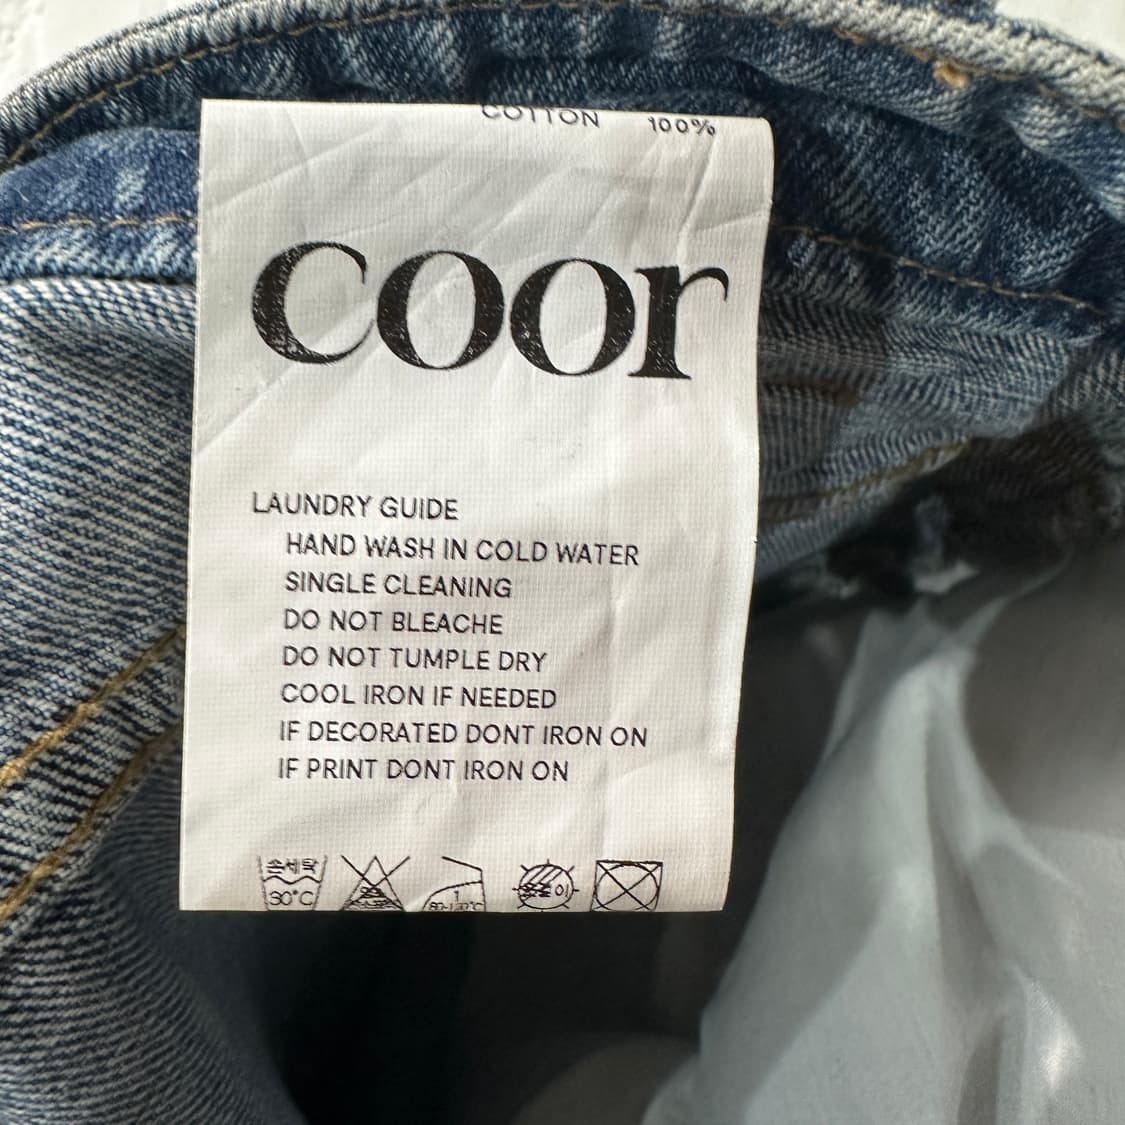 COTTON 100%
coor
LAUNDRY GUIDE
HAND WASH IN COLD WATER
SINGLE CLEANING
DO NOT BLEACHE
DO NOT TUMPLE DRY
COOL IRON IF NEEDED
IF DECORATED DONT IRON ON
IF PRINT DONT IRON ON
손세탁
30°C